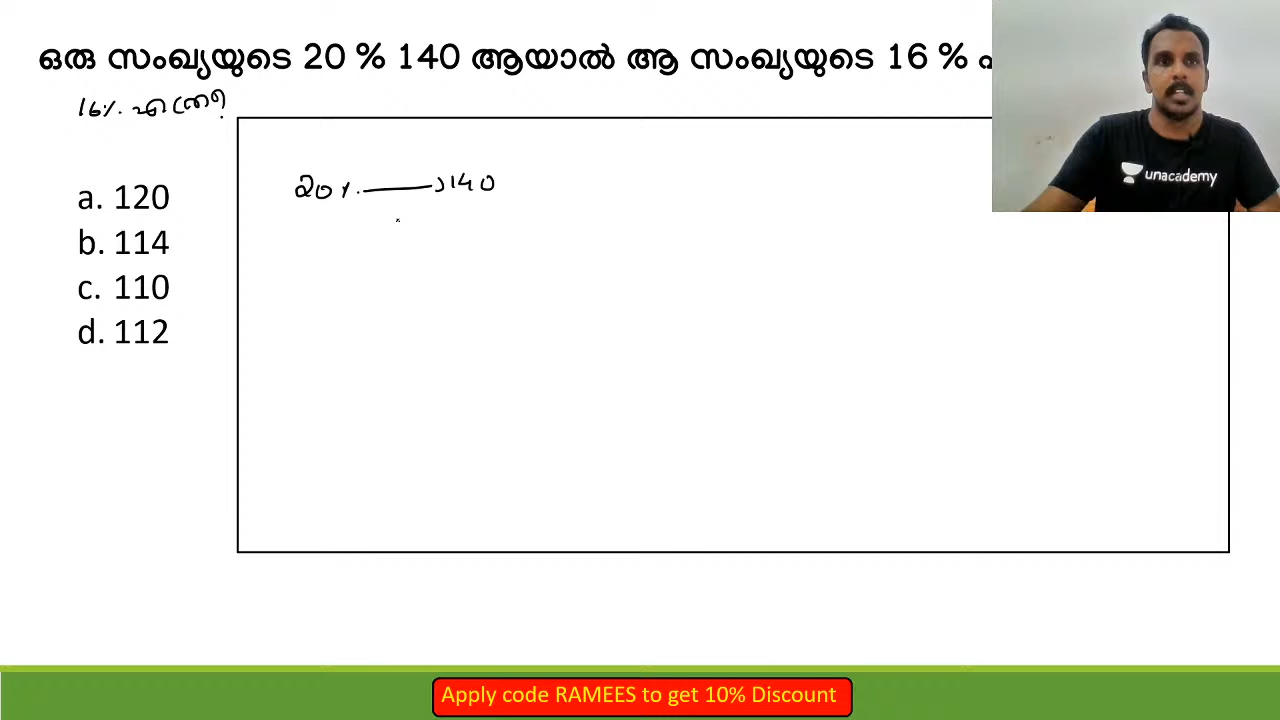 ഒരു സംഖ്യയുടെ 20 % 140 ആയാൽ ആ സംഖ്യയുടെ 16 %
16%. എത്ര?
20%. 140
a. 120
b. 114
c. 110
d. 112
unacademy
Apply code RAMEES to get 10% Discount